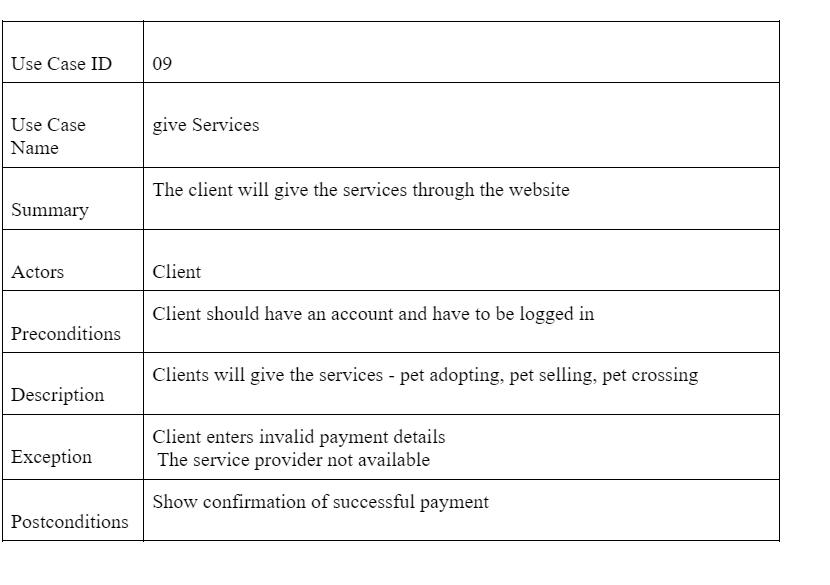 Use Case ID
09
Use Case
Name
give Services
Summary
The client will give the services through the website
Actors
Client
Preconditions
Client should have an account and have to be logged in
Description
Clients will give the services - pet adopting, pet selling, pet crossing
Exception
Client enters invalid payment details
The service provider not available
Postconditions
Show confirmation of successful payment